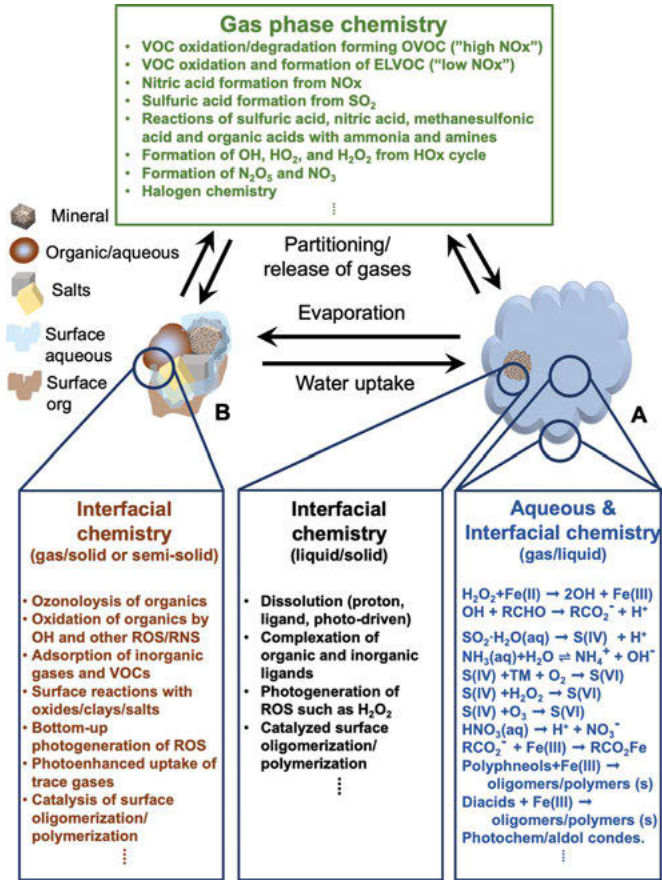 Gas phase chemistry
• VOC oxidation/degradation forming OVOC ("high NOx")
• VOC oxidation and formation of ELVOC ("low NOx")
• Nitric acid formation from NOx
• Sulfuric acid formation from SO₂
• Reactions of sulfuric acid, nitric acid, methanesulfonic
acid and organic acids with ammonia and amines
• Formation of OH, HO₂, and H₂O₂ from HOx cycle
• Formation of N₂O₅ and NO₃
• Halogen chemistry
⋮
Mineral
Organic/aqueous
Salts
Surface
aqueous
Surface
org
Partitioning/
release of gases
Evaporation
Water uptake
B
A
Interfacial
chemistry
(gas/solid or semi-solid)
• Ozonoloysis of organics
• Oxidation of organics by
OH and other ROS/RNS
• Adsorption of inorganic
gases and VOCs
• Surface reactions with
oxides/clays/salts
• Bottom-up
photogeneration of ROS
• Photoenhanced uptake of
trace gases
• Catalysis of surface
oligomerization/
polymerization
⋮
Interfacial
chemistry
(liquid/solid)
• Dissolution (proton,
ligand, photo-driven)
• Complexation of
organic and inorganic
ligands
• Photogeneration of
ROS such as H₂O₂
• Catalyzed surface
oligomerization/
polymerization
⋮
Aqueous &
Interfacial chemistry
(gas/liquid)
H₂O₂+Fe(II) → 2OH + Fe(III)
OH + RCHO → RCO₂⁻ + H⁺
SO₂·H₂O(aq) → S(IV) + H⁺
NH₃(aq)+H₂O ⇌ NH₄⁺ + OH⁻
S(IV) +TM + O₂ → S(VI)
S(IV) +H₂O₂ → S(VI)
S(IV) +O₃ → S(VI)
HNO₃(aq) → H⁺ + NO₃⁻
RCO₂⁻ + Fe(III) → RCO₂Fe
Polyphneols+Fe(III) →
oligomers/polymers (s)
Diacids + Fe(III) →
oligomers/polymers (s)
Photochem/aldol condes.
⋮